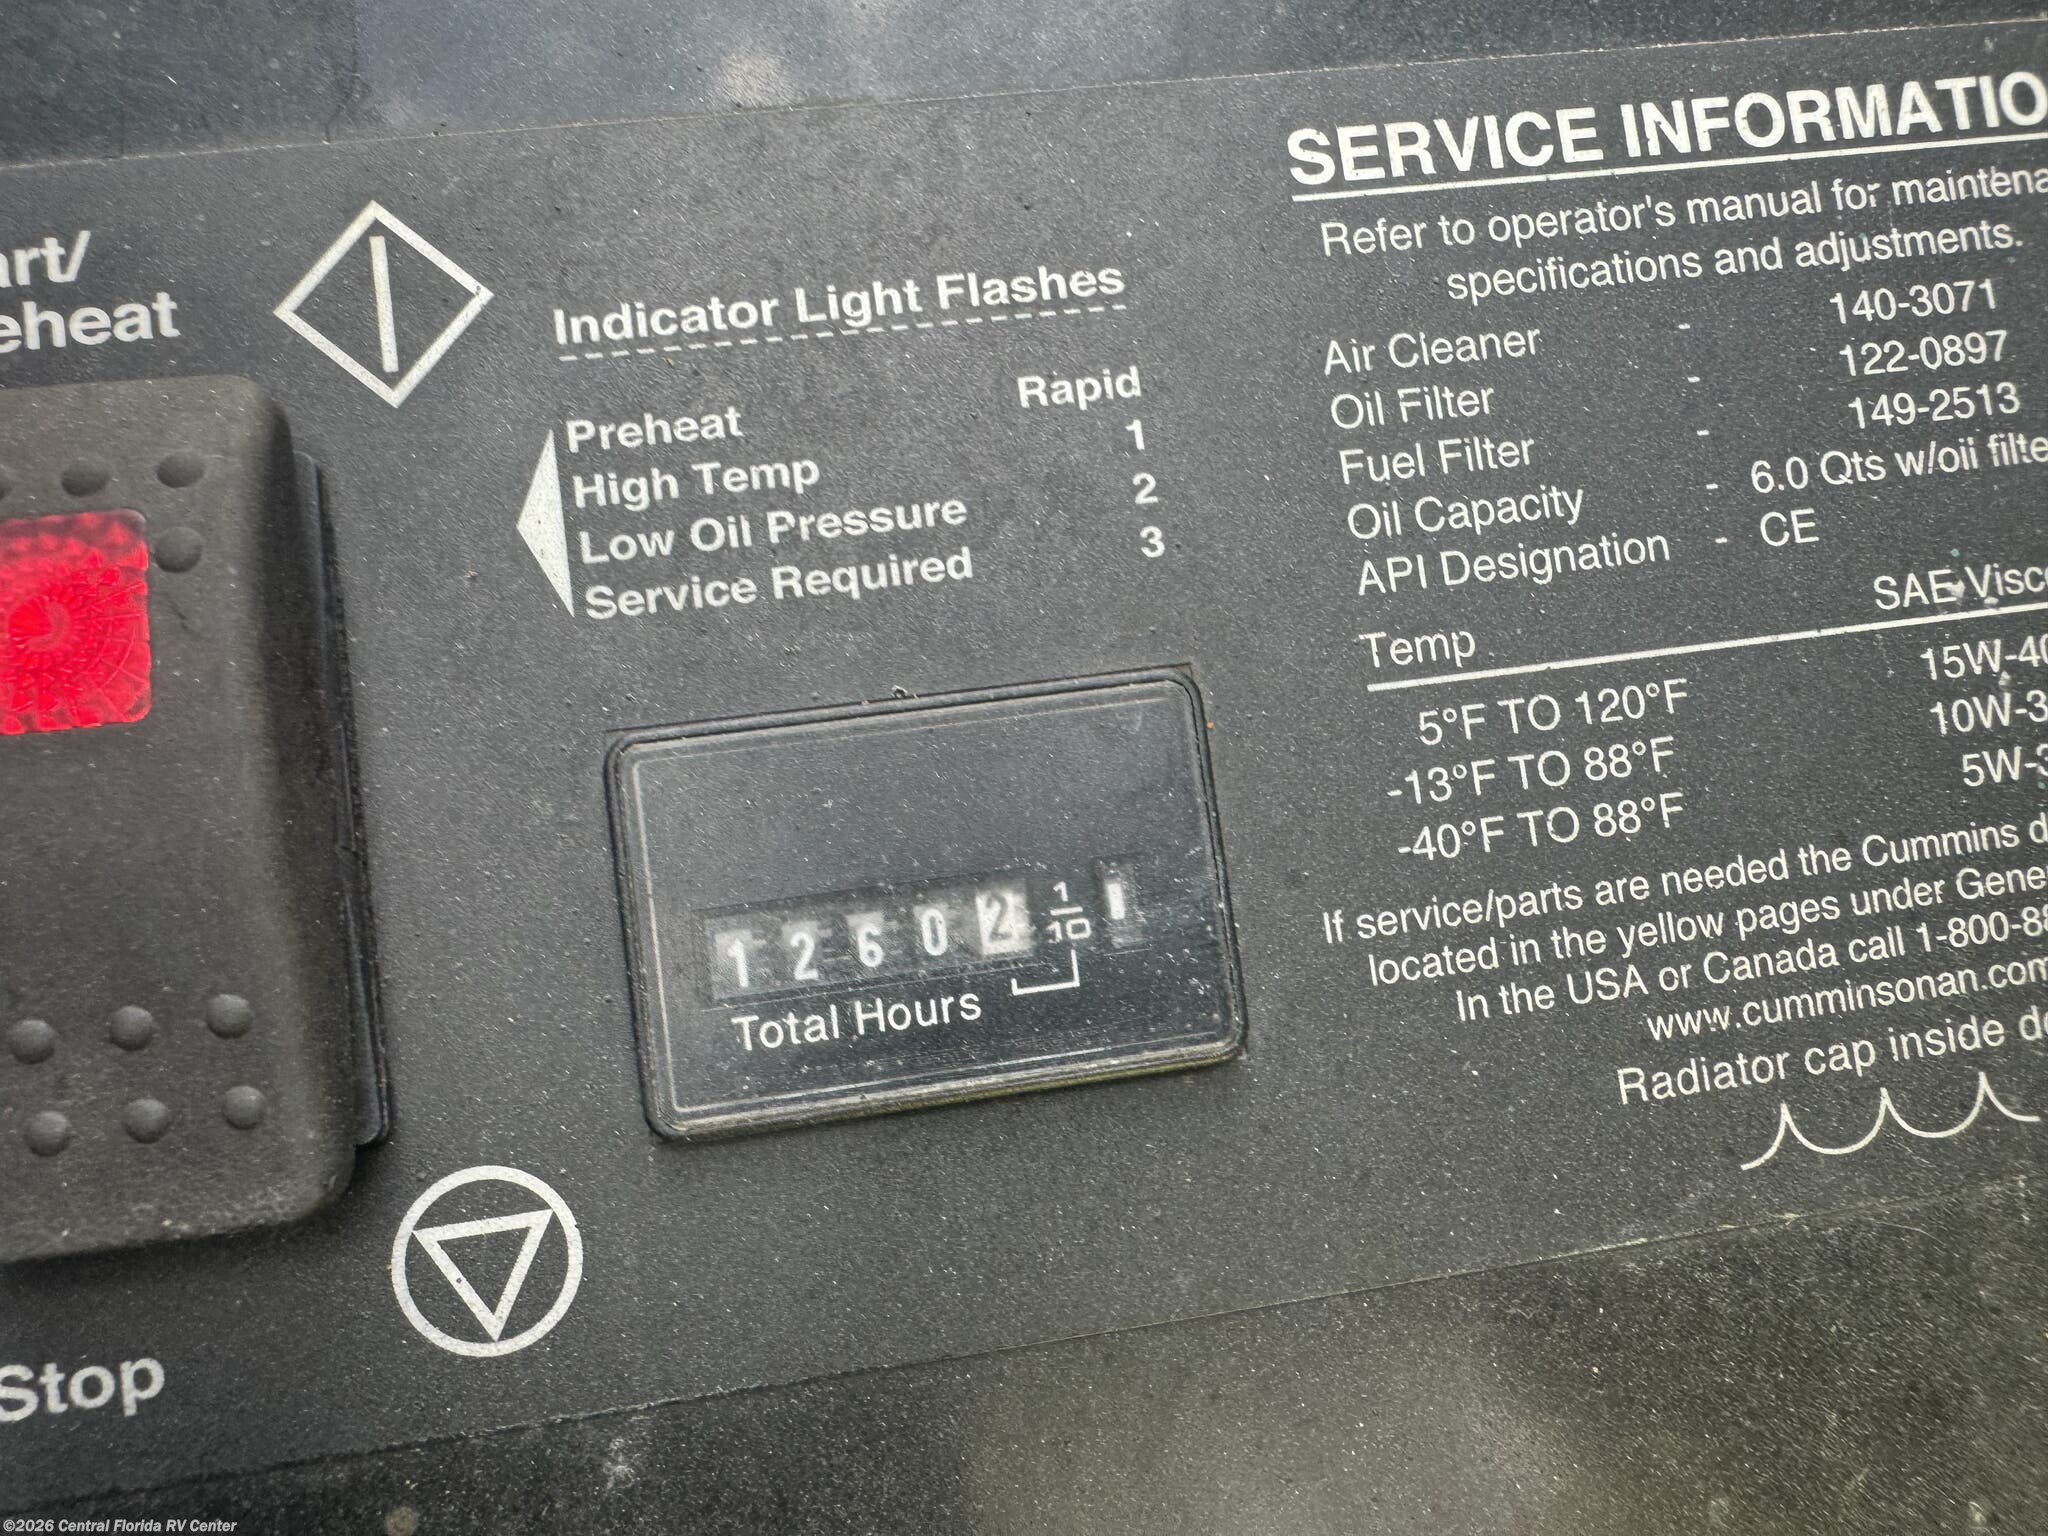 art/
eheat
Indicator Light Flashes
Preheat Rapid
High Temp 1
Low Oil Pressure 2
Service Required 3
1 2 6 0 2 1/10
Total Hours
Stop
SERVICE INFORMATIO
Refer to operator's manual for maintena
specifications and adjustments.
Air Cleaner - 140-3071
Oil Filter - 122-0897
Fuel Filter - 149-2513
Oil Capacity - 6.0 Qts w/oil filte
API Designation - CE
Temp SAE Visco
5°F TO 120°F 15W-40
-13°F TO 88°F 10W-3
-40°F TO 88°F 5W-3
If service/parts are needed the Cummins d
located in the yellow pages under Gene
In the USA or Canada call 1-800-88
www.cumminsonan.com
Radiator cap inside do
©2026 Central Florida RV Center